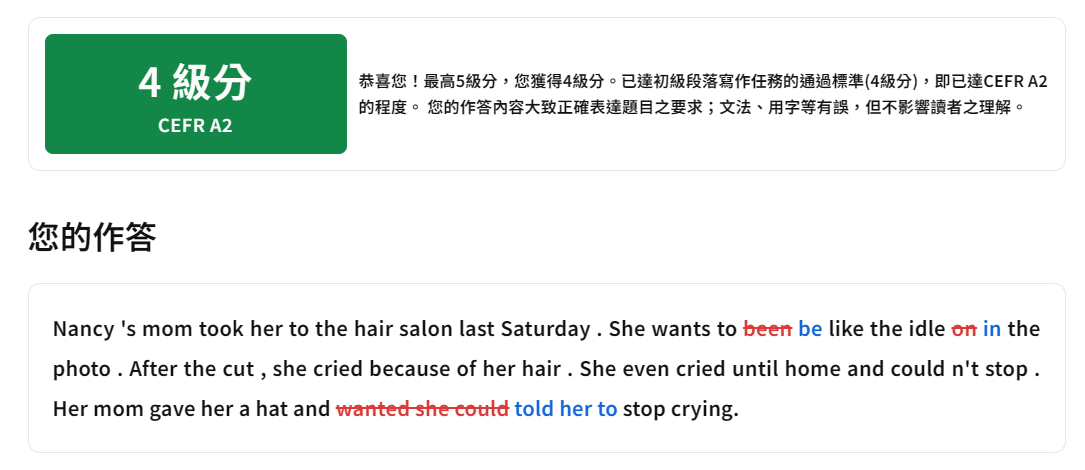 4 級分
CEFR A2
恭喜您！最高5級分，您獲得4級分。已達初級段落寫作任務的通過標準(4級分)，即已達CEFR A2
的程度。 您的作答內容大致正確表達題目之要求；文法、用字等有誤，但不影響讀者之理解。
您的作答
Nancy 's mom took her to the hair salon last Saturday . She wants to been be like the idle on in the
photo . After the cut , she cried because of her hair . She even cried until home and could n't stop .
Her mom gave her a hat and wanted she could told her to stop crying.